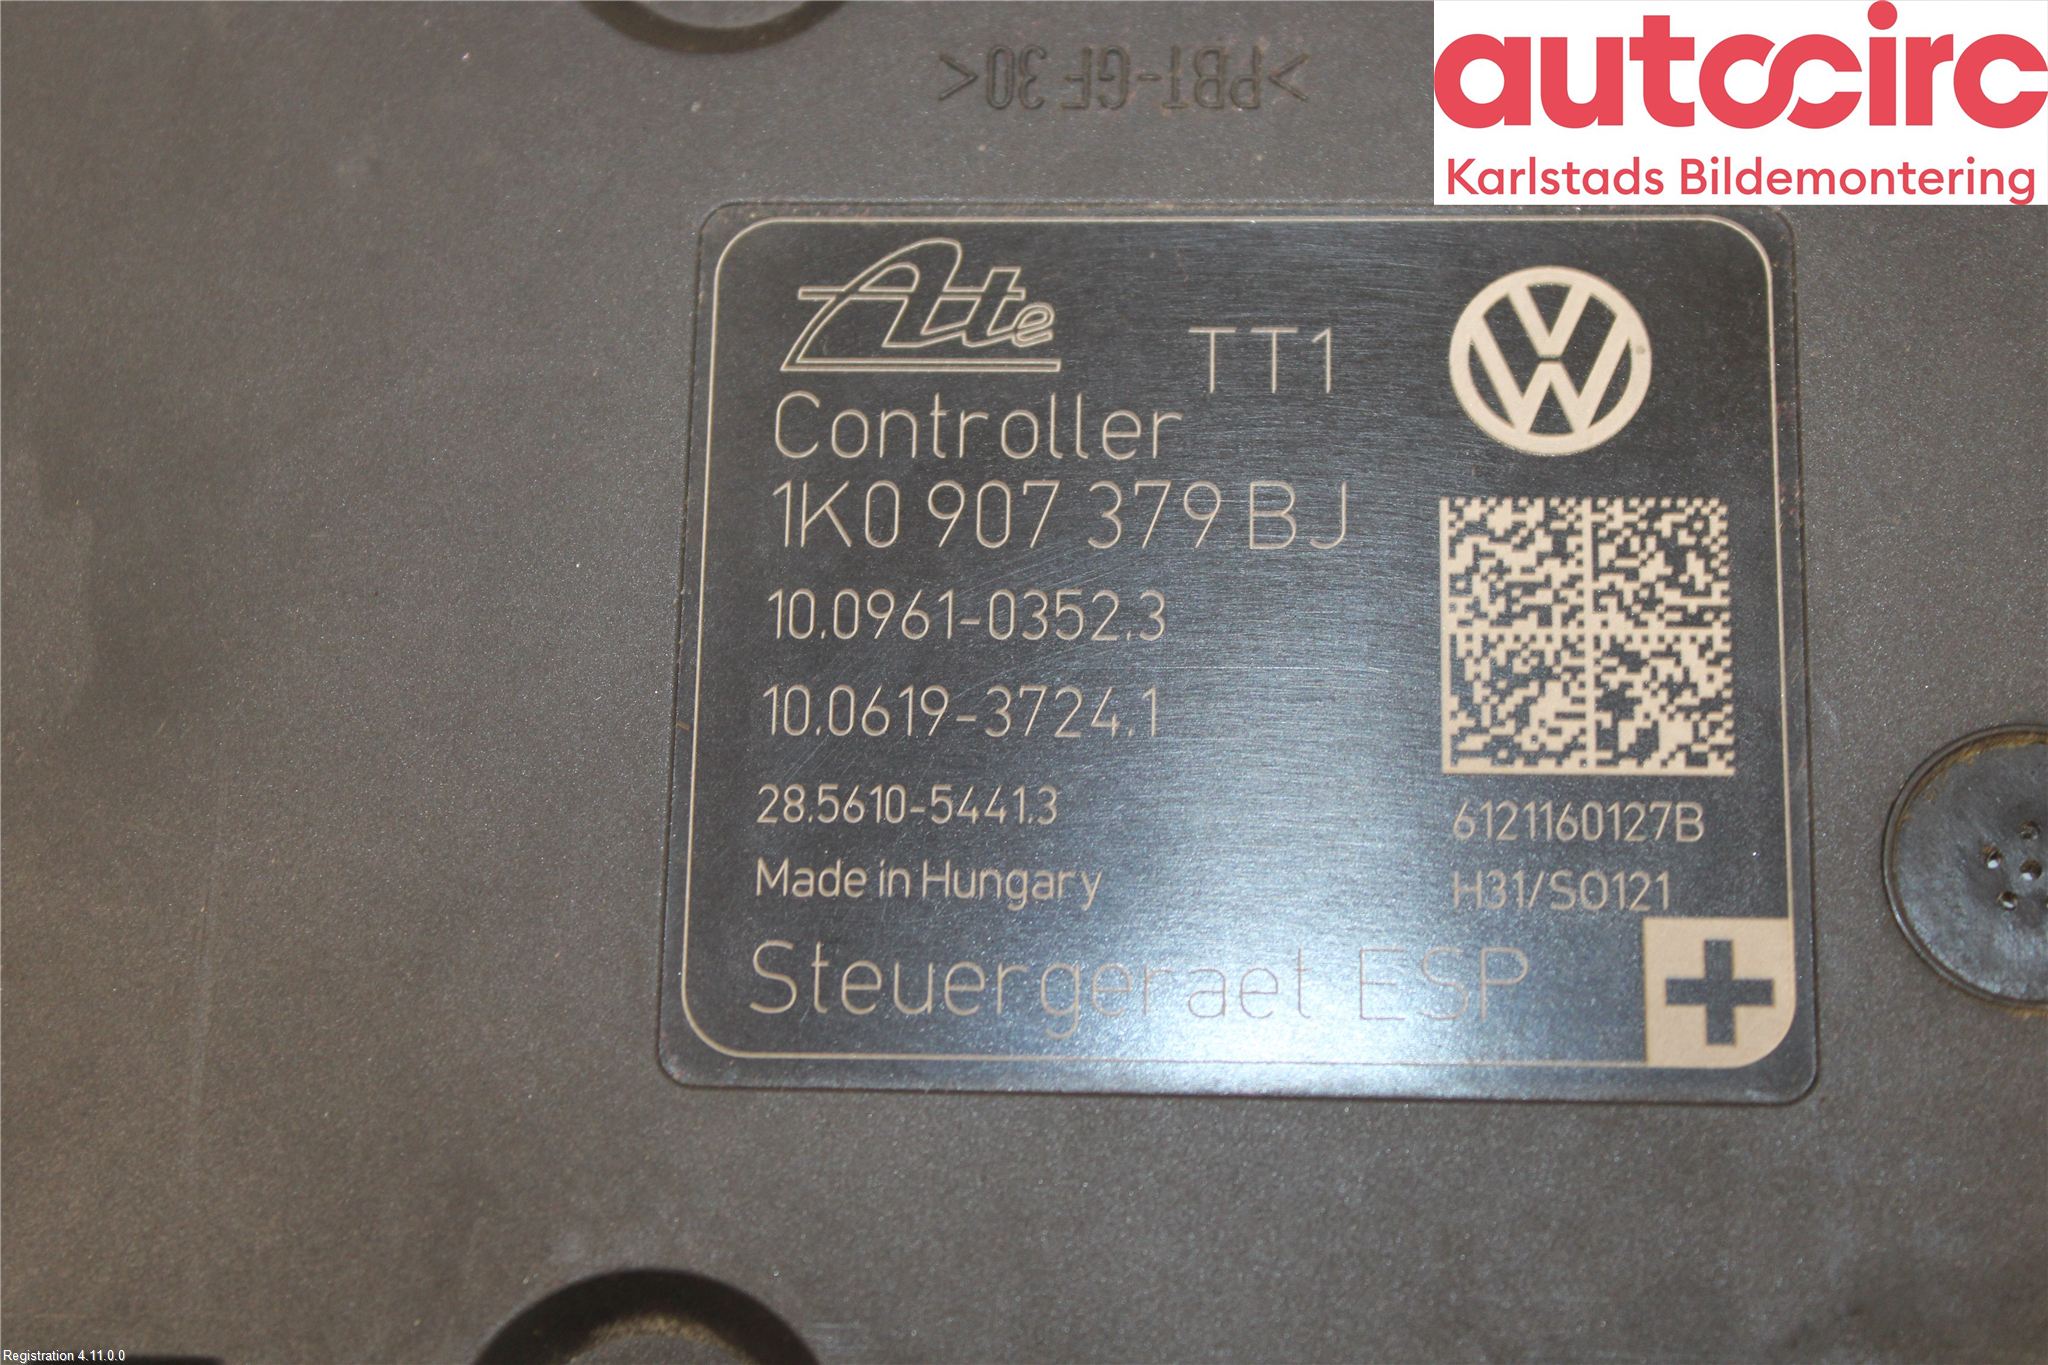 >PBT-GF 30<
autocirc
Karlstads Bildemontering
Ate
TT1
Controller
1K0 907 379 BJ
10.0961-0352.3
10.0619-3724.1
28.5610-5441.3
6121160127B
Made in Hungary
H31/SO121
Steuergeraet ESP
Registration 4.11.0.0